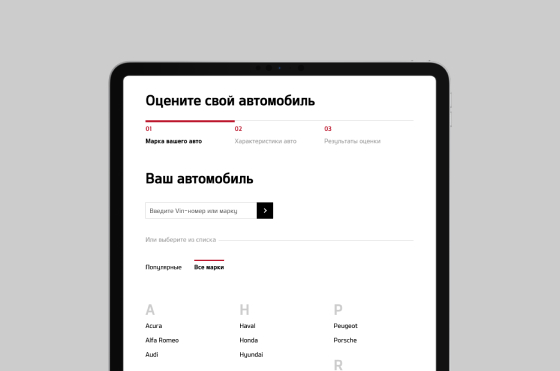 Оцените свой автомобиль
01 02 03
Марка вашего авто Характеристики авто Результаты оценки
Ваш автомобиль
Введите Vin-номер или марку
Или выберите из списка
Популярные Все марки
A H P
Acura Haval Peugeot
Alfa Romeo Honda Porsche
Audi Hyundai
R